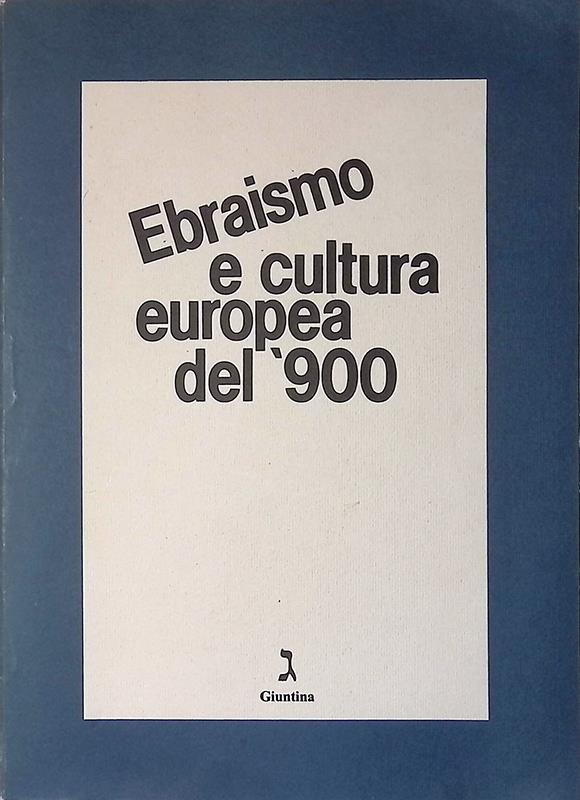 Ebraismo
e cultura
europea
del '900
ג
Giuntina